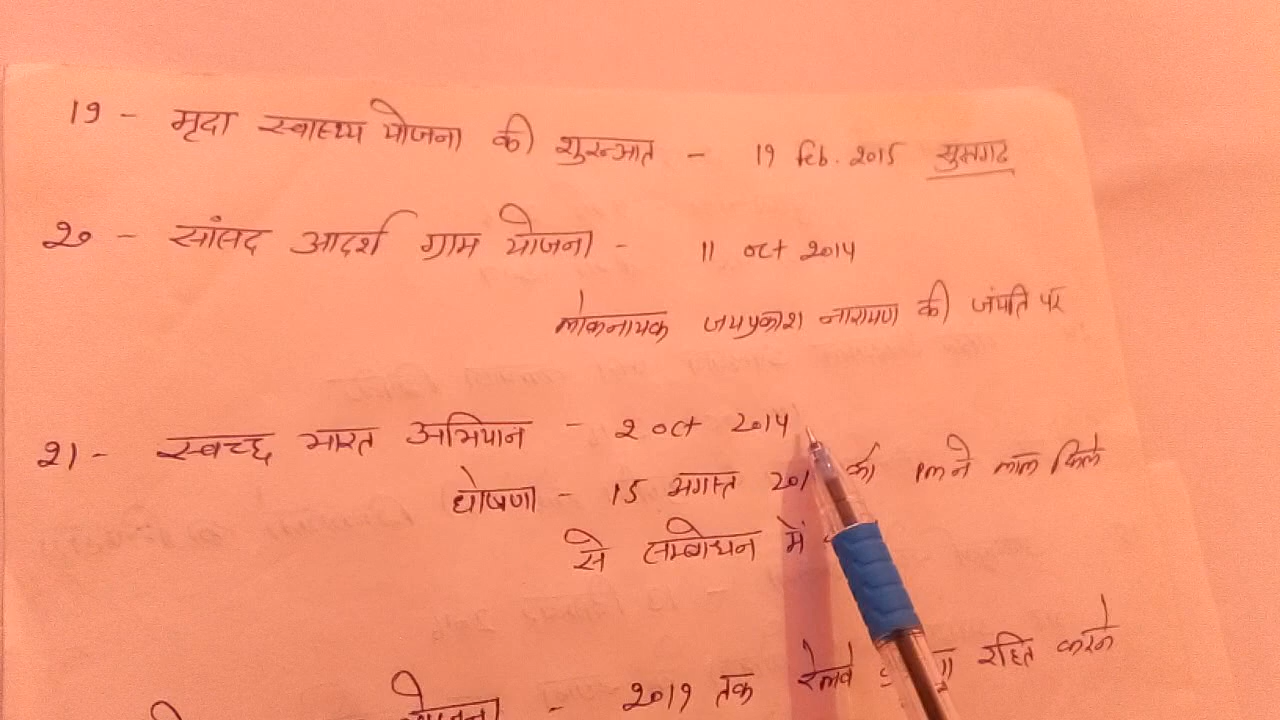 19 - मृदा स्वास्थ्य योजना की शुरुआत - 19 Feb. 2015 सुरतगढ
20 - सांसद आदर्श ग्राम योजना - 11 oct 2014
लोकनायक जयप्रकाश नारायण की जंयति पर
21 - स्वच्छ भारत अभियान - 2 oct 2014
घोषणा - 15 अगस्त 201 को PM ने लाल किले
से सम्बोधन में
योजना - 2019 तक रेलवे रहित करने